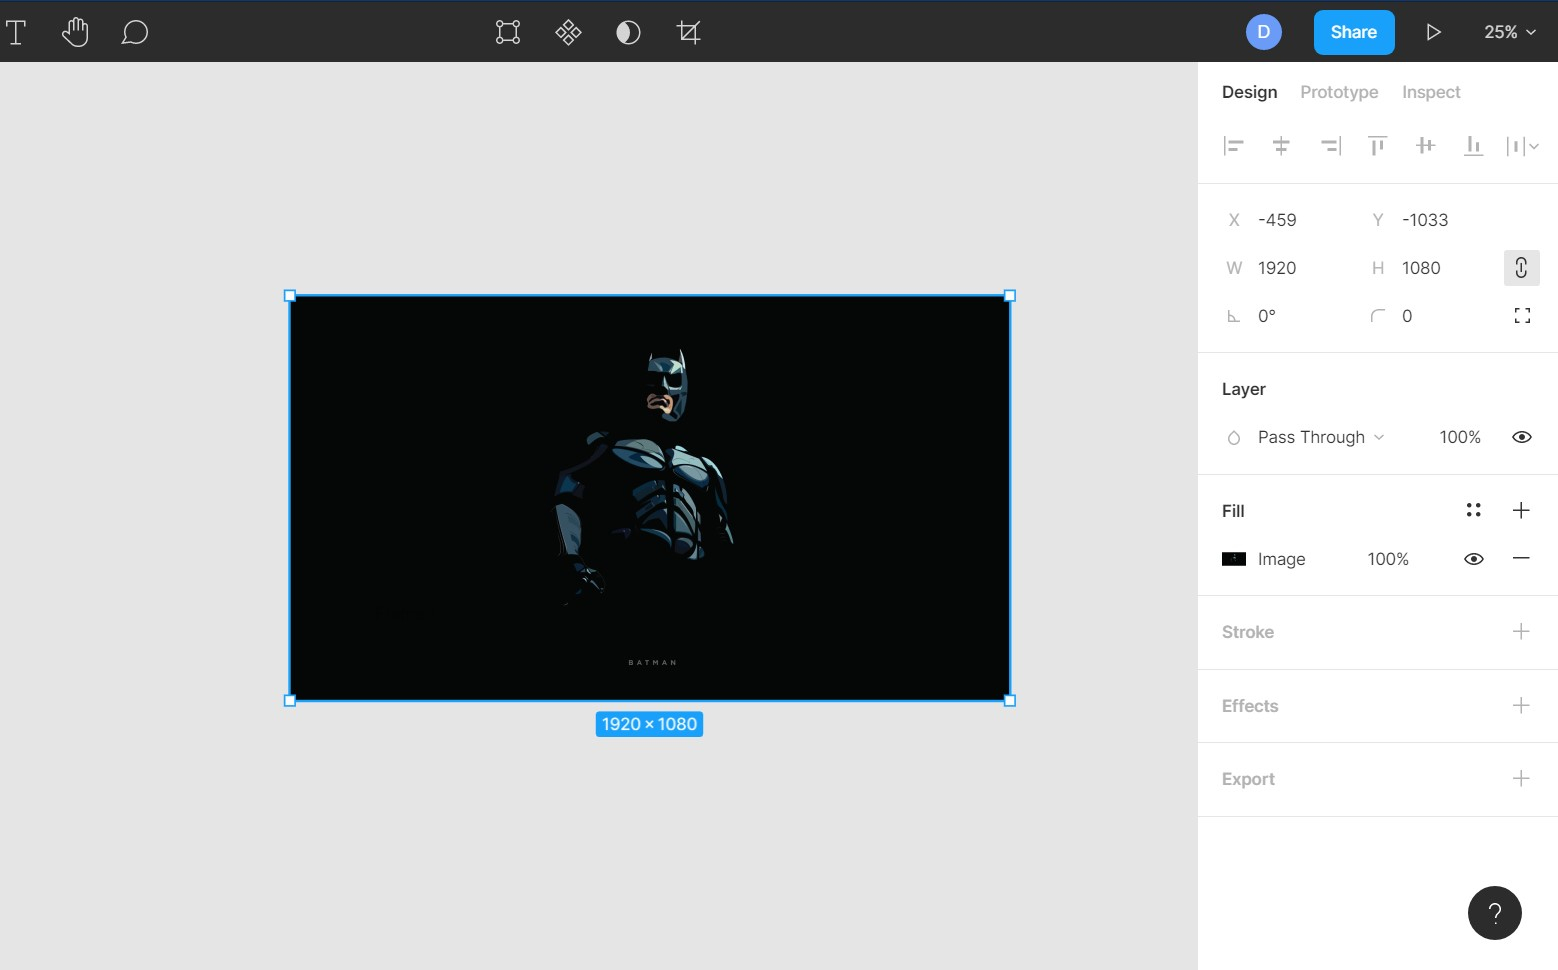 D
Share
25%
Design Prototype Inspect
X -459 Y -1033
W 1920 H 1080
0° 0
Layer
Pass Through 100%
Fill
Image 100%
Stroke
Effects
Export
BATMAN
1920 × 1080
?